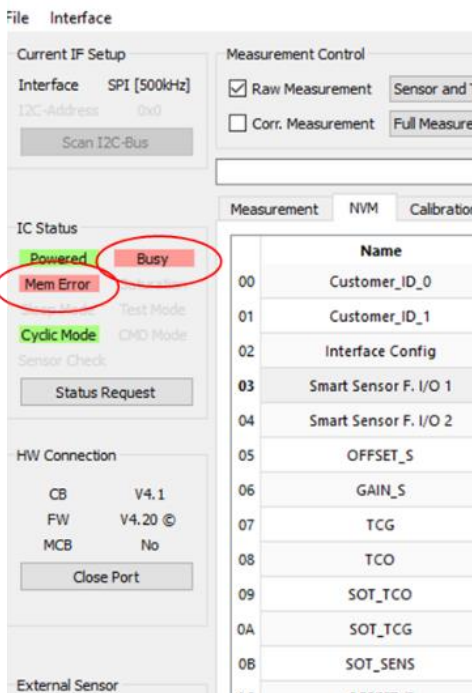 File Interface
Current IF Setup
Interface SPI [500kHz]
I2C-Address 0x0
Scan I2C-Bus
IC Status
Powered Busy
Mem Error
Sleep Mode Test Mode
Cyclic Mode CMD Mode
Sensor Check
Status Request
HW Connection
CB V4.1
FW V4.20 ©
MCB No
Close Port
External Sensor
Measurement Control
Raw Measurement Sensor and
Corr. Measurement Full Measure
Measurement NVM Calibration
Name
00 Customer_ID_0
01 Customer_ID_1
02 Interface Config
03 Smart Sensor F. I/O 1
04 Smart Sensor F. I/O 2
05 OFFSET_S
06 GAIN_S
07 TCG
08 TCO
09 SOT_TCO
0A SOT_TCG
0B SOT_SENS